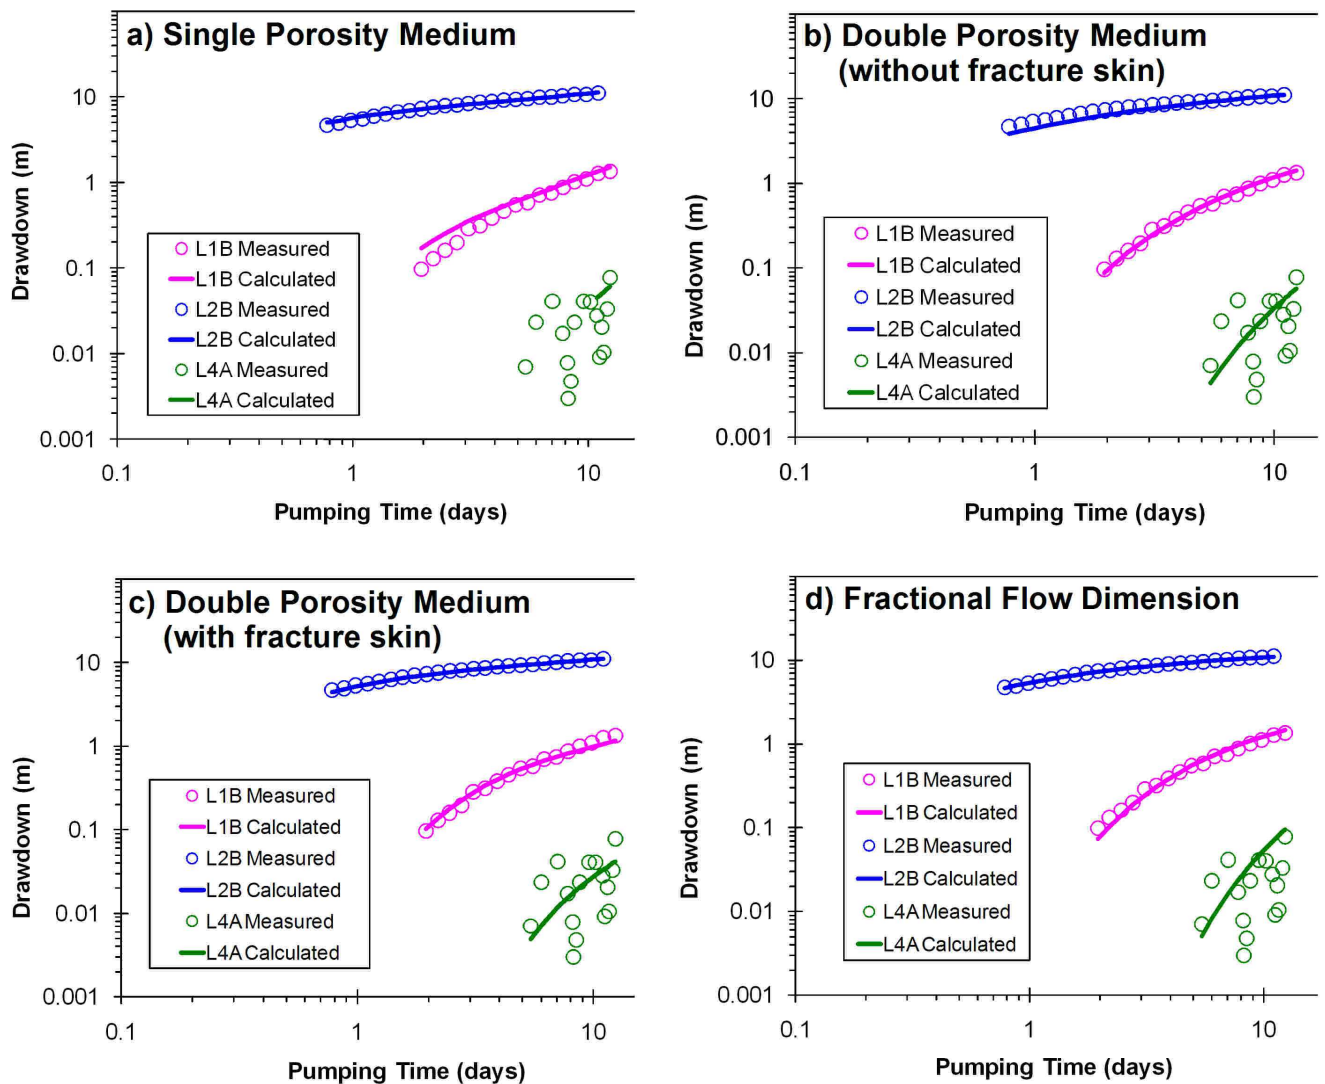 a) Single Porosity Medium
10
1
0.1
0.01
0.001
0.1
1
10
Drawdown (m)
Pumping Time (days)
L1B Measured
L1B Calculated
L2B Measured
L2B Calculated
L4A Measured
L4A Calculated
b) Double Porosity Medium
(without fracture skin)
10
1
0.1
0.01
0.001
0.1
1
10
Drawdown (m)
Pumping Time (days)
L1B Measured
L1B Calculated
L2B Measured
L2B Calculated
L4A Measured
L4A Calculated
c) Double Porosity Medium
(with fracture skin)
10
1
0.1
0.01
0.001
0.1
1
10
Drawdown (m)
Pumping Time (days)
L1B Measured
L1B Calculated
L2B Measured
L2B Calculated
L4A Measured
L4A Calculated
d) Fractional Flow Dimension
10
1
0.1
0.01
0.001
0.1
1
10
Drawdown (m)
Pumping Time (days)
L1B Measured
L1B Calculated
L2B Measured
L2B Calculated
L4A Measured
L4A Calculated